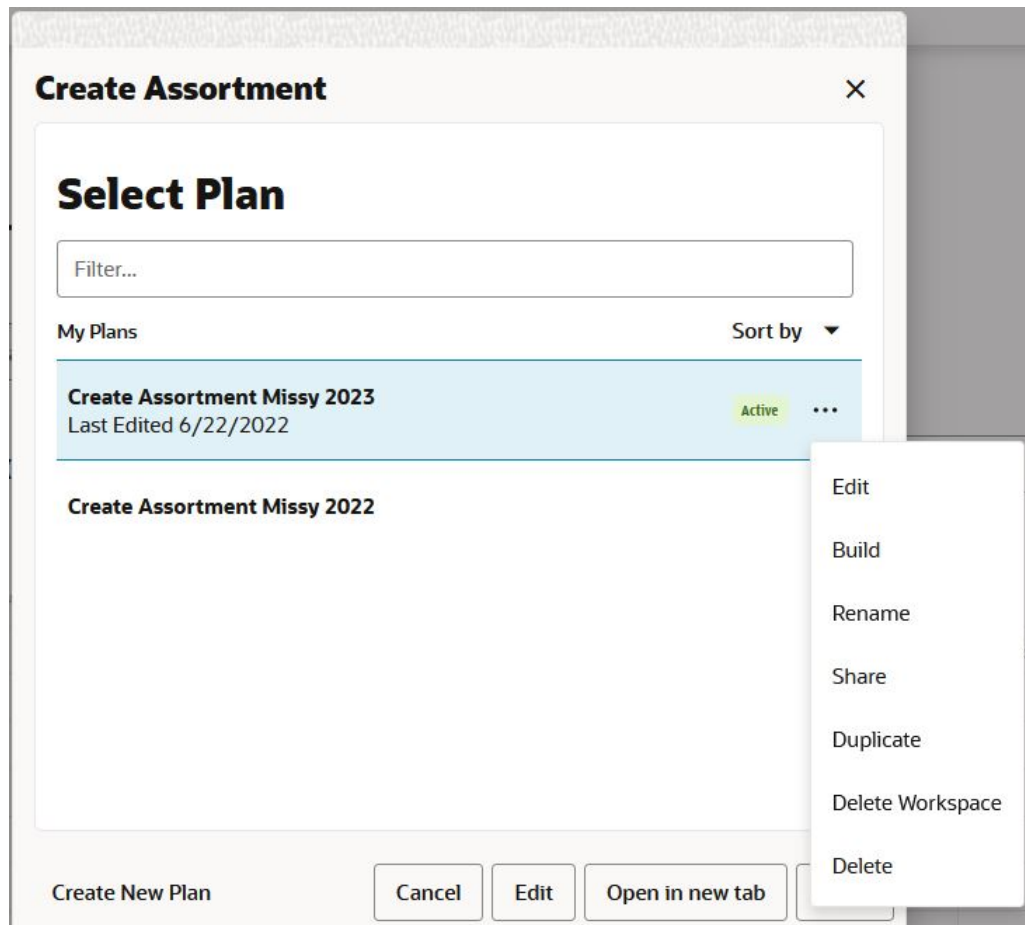 Create Assortment
Select Plan
Filter...
My Plans
Sort by
Create Assortment Missy 2023
Last Edited 6/22/2022
Active
Create Assortment Missy 2022
Edit
Build
Rename
Share
Duplicate
Delete Workspace
Delete
Create New Plan
Cancel
Edit
Open in new tab